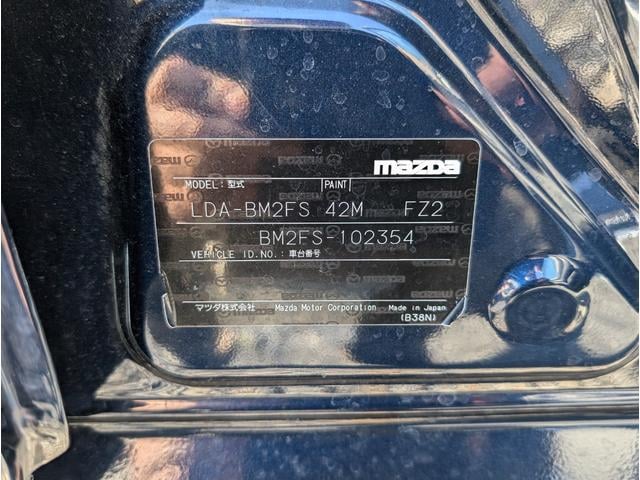 mazda
MODEL:型式 PAINT
LDA-BM2FS 42M FZ2
BM2FS-102354
VEHICLE ID.NO.:車台番号
マツダ株式会社 Mazda Motor Corporation Made in Japan
(B38N)